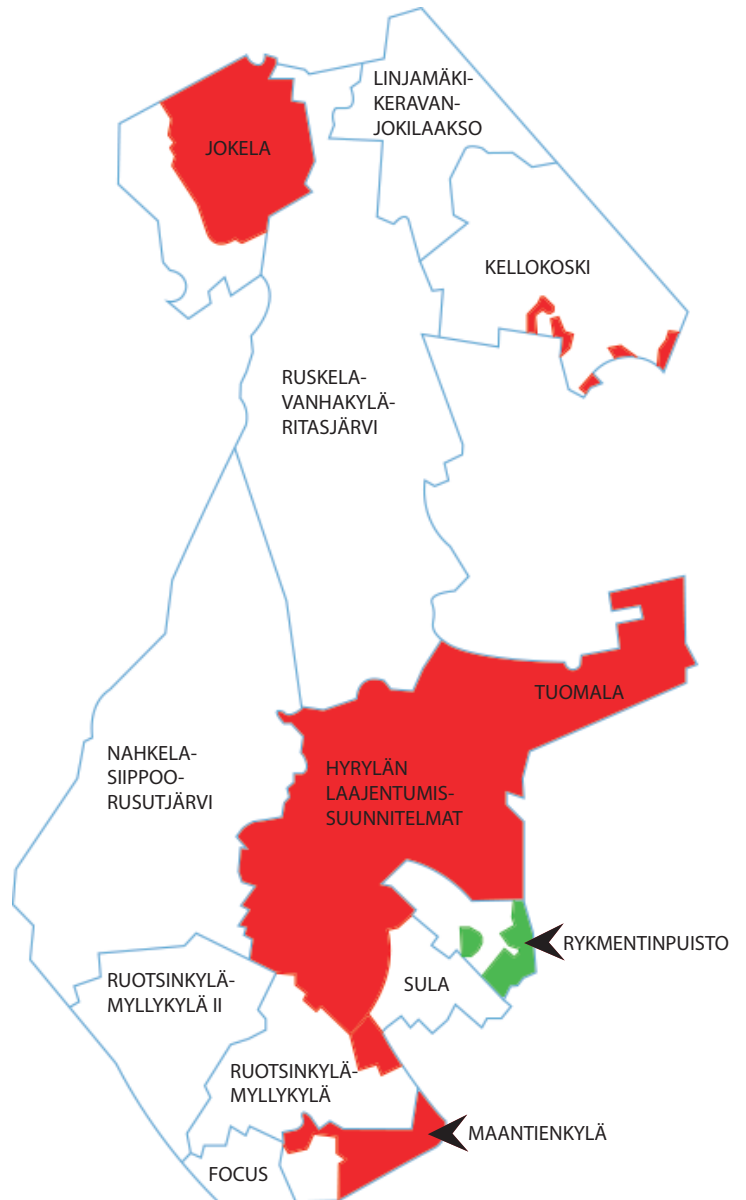 LINJAMÄKI-
KERAVAN-
JOKILAAKSO
JOKELA
KELLOKOSKI
RUSKELA-
VANHAKYLÄ-
RITASJÄRVI
TUOMALA
NAHKELA-
SIIPPOO-
RUSUTJÄRVI
HYRYLÄN
LAAJENTUMIS-
SUUNNITELMAT
RYKMENTINPUISTO
RUOTSINKYLÄ-
MYLLYKYLÄ II
SULA
RUOTSINKYLÄ-
MYLLYKYLÄ
MAANTIENKYLÄ
FOCUS